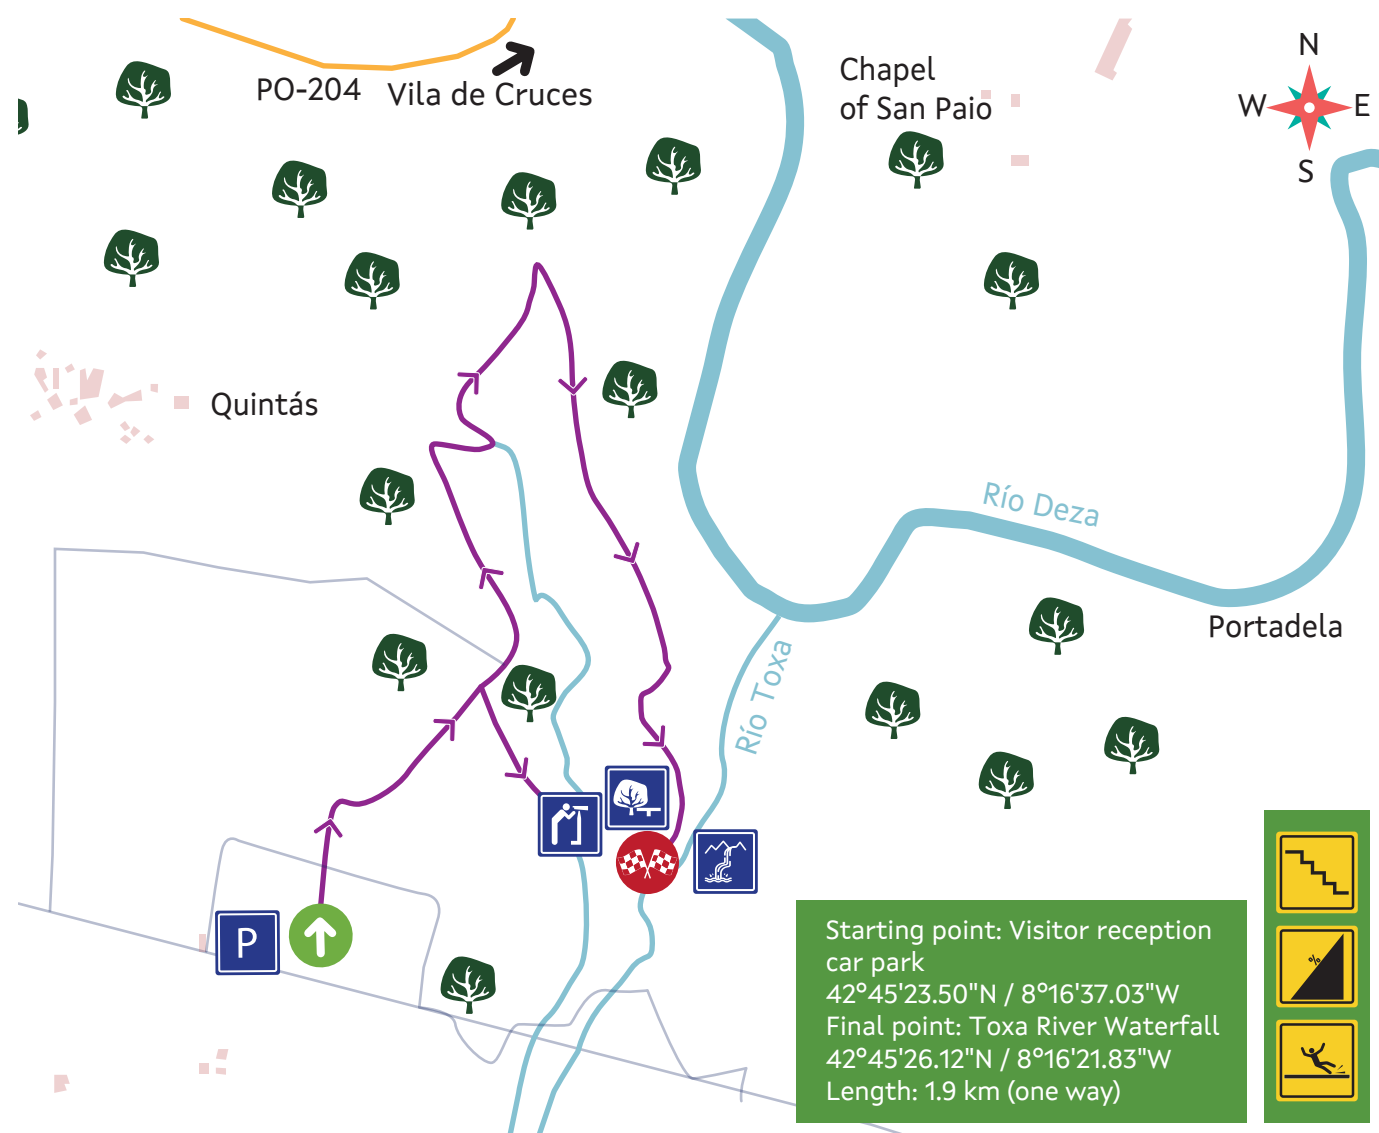 PO-204
Vila de Cruces
Chapel
of San Paio
N
W
E
S
Quintás
Río Deza
Portadela
Río Toxa
P
%
Starting point: Visitor reception
car park
42°45'23.50"N / 8°16'37.03"W
Final point: Toxa River Waterfall
42°45'26.12"N / 8°16'21.83"W
Length: 1.9 km (one way)